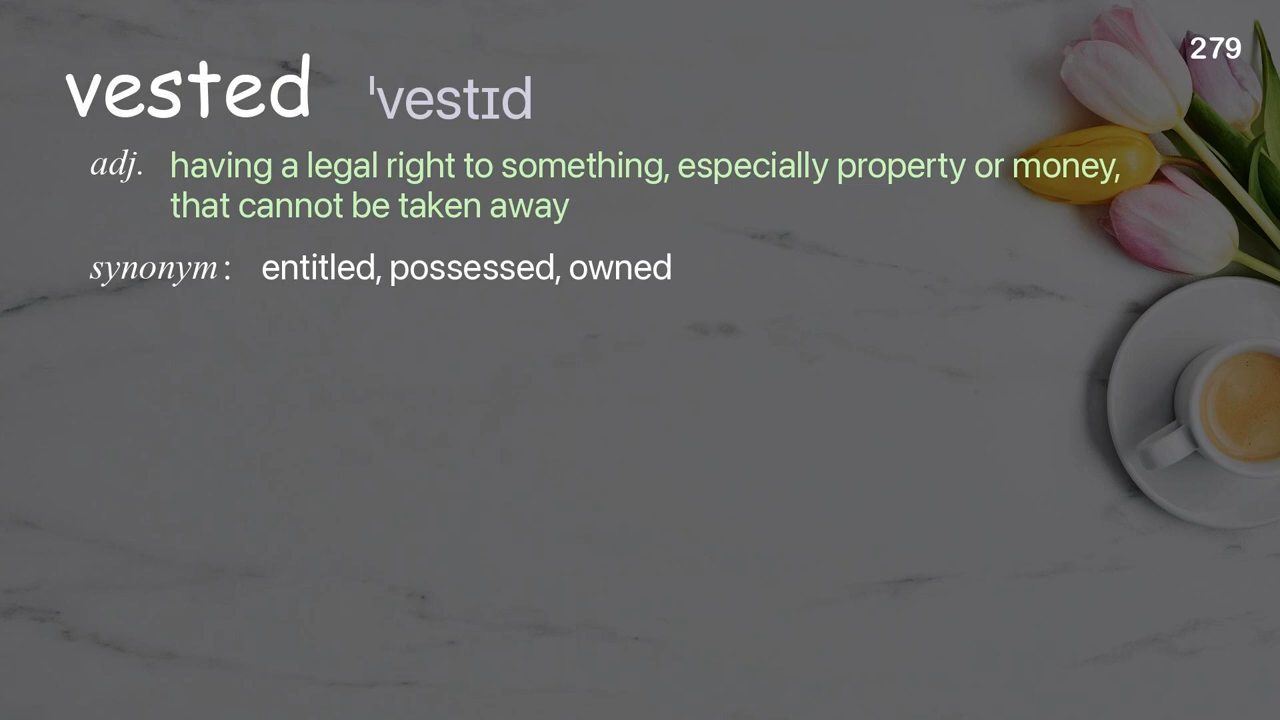 279
vested ˈvestɪd
adj. having a legal right to something, especially property or money,
that cannot be taken away
synonym: entitled, possessed, owned